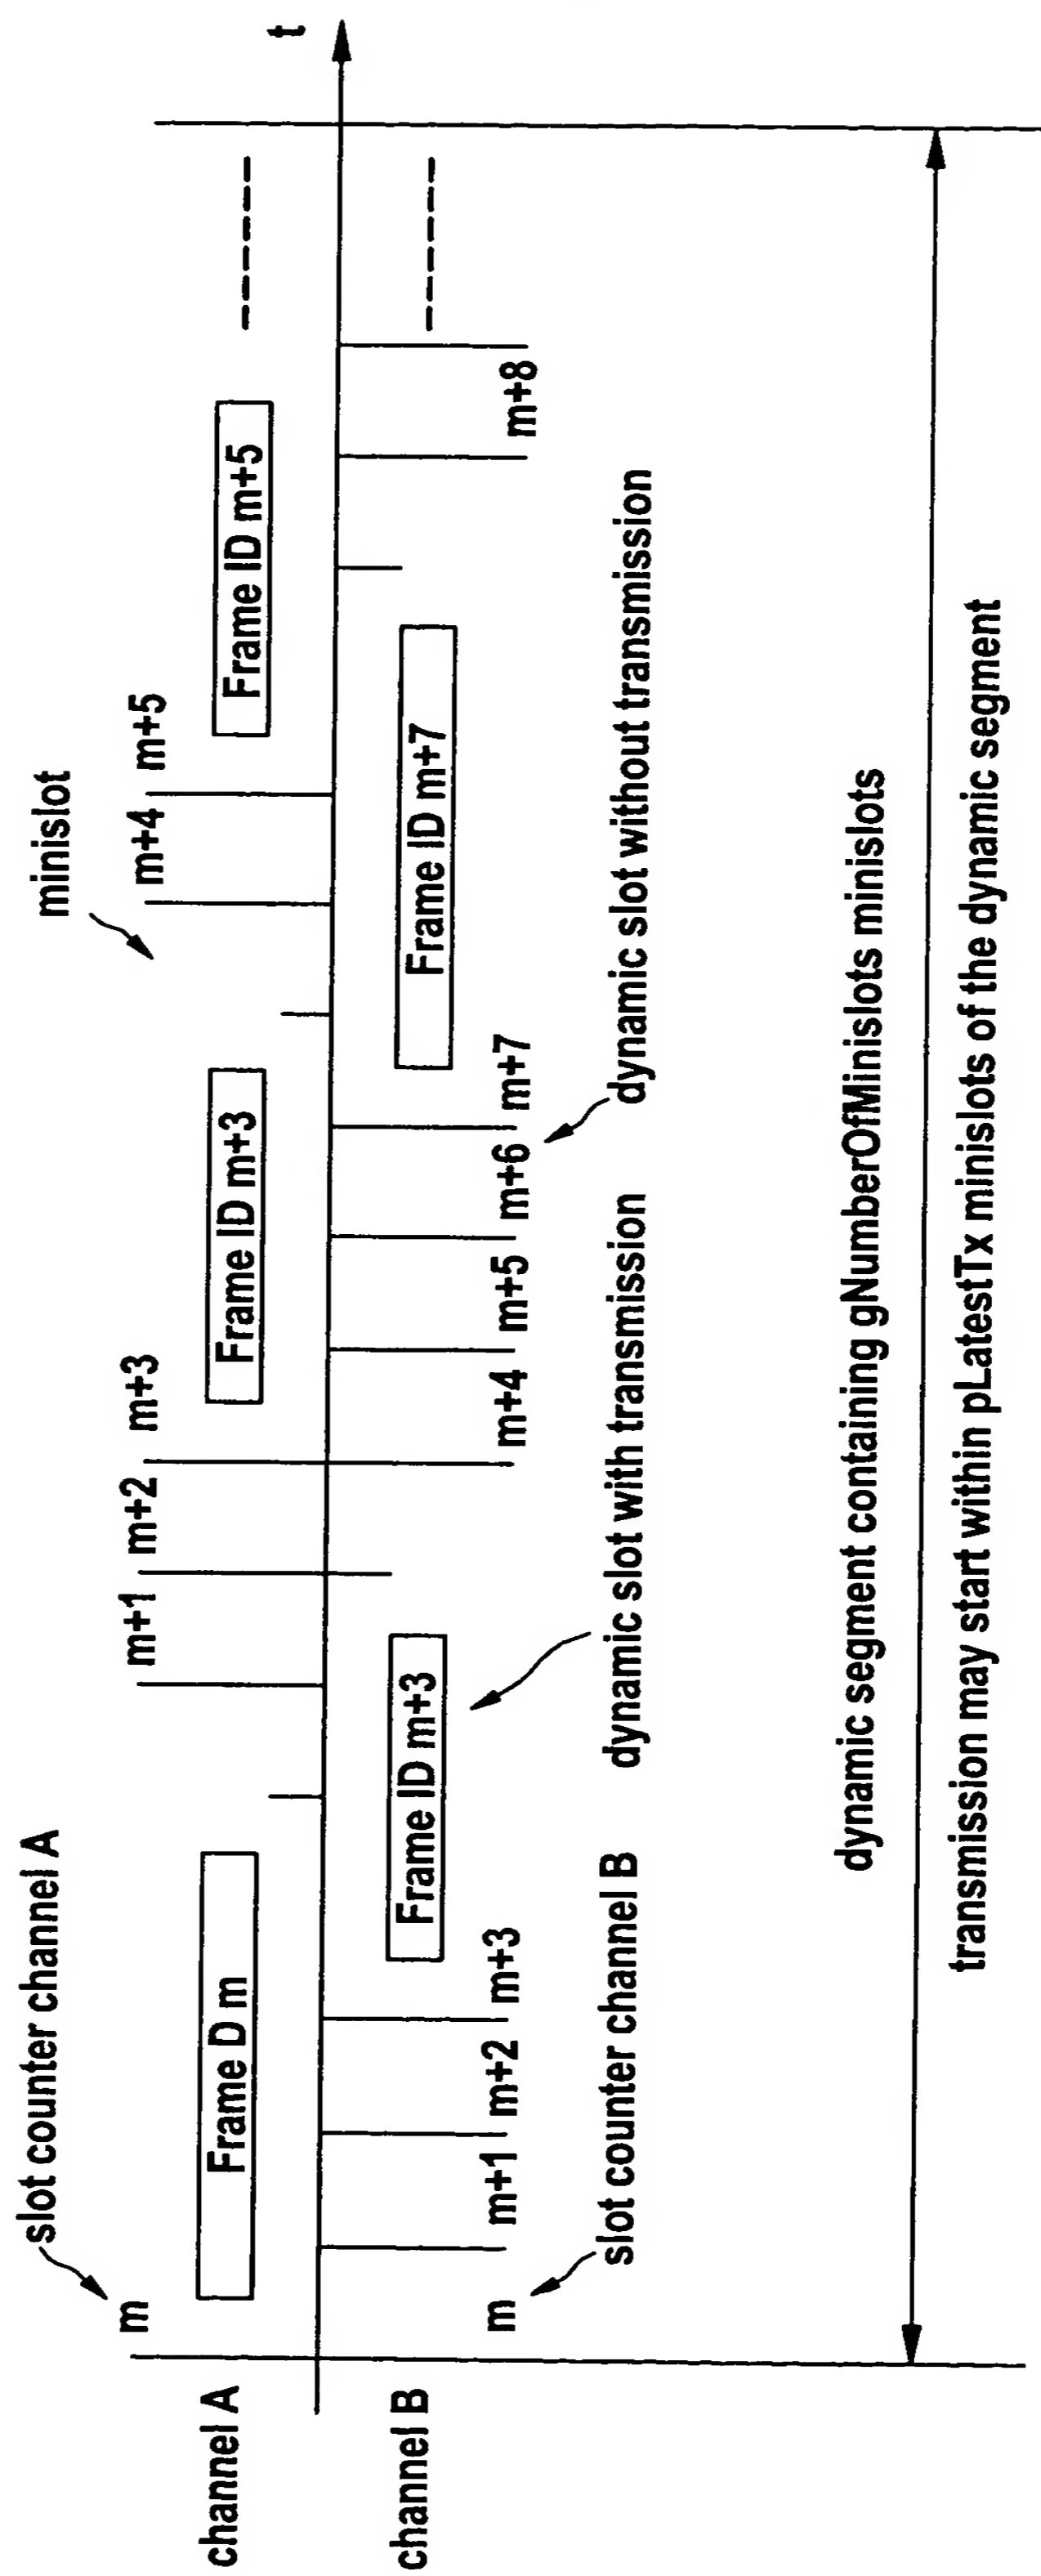 slot counter channel A
minislot
m
m+1
m+2
m+3
m+4
m+5
t
channel A
Frame D m
Frame ID m+3
Frame ID m+5
channel B
Frame ID m+3
Frame ID m+7
m
m+1
m+2
m+3
m+4
m+5
m+6
m+7
m+8
slot counter channel B
dynamic slot with transmission
dynamic slot without transmission
dynamic segment containing gNumberOfMinislots minislots
transmission may start within pLatestTx minislots of the dynamic segment